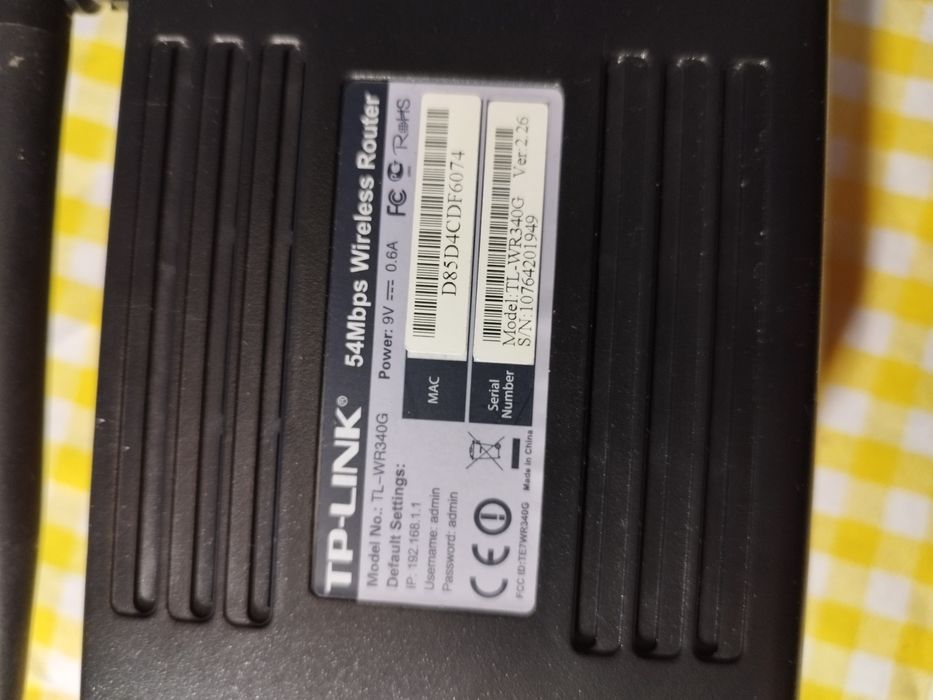 TP-LINK® 54Mbps Wireless Router
Model No.: TL-WR340G Power: 9V 0.6A FC RoHS
Default Settings:
IP: 192.168.1.1
Username: admin
Password: admin
MAC
D85D4CDF6074
Serial
Number
Model:TL-WR340G Ver:2.26
S/N:10764201949
CE
FCC ID:TE7WR340G Made in China